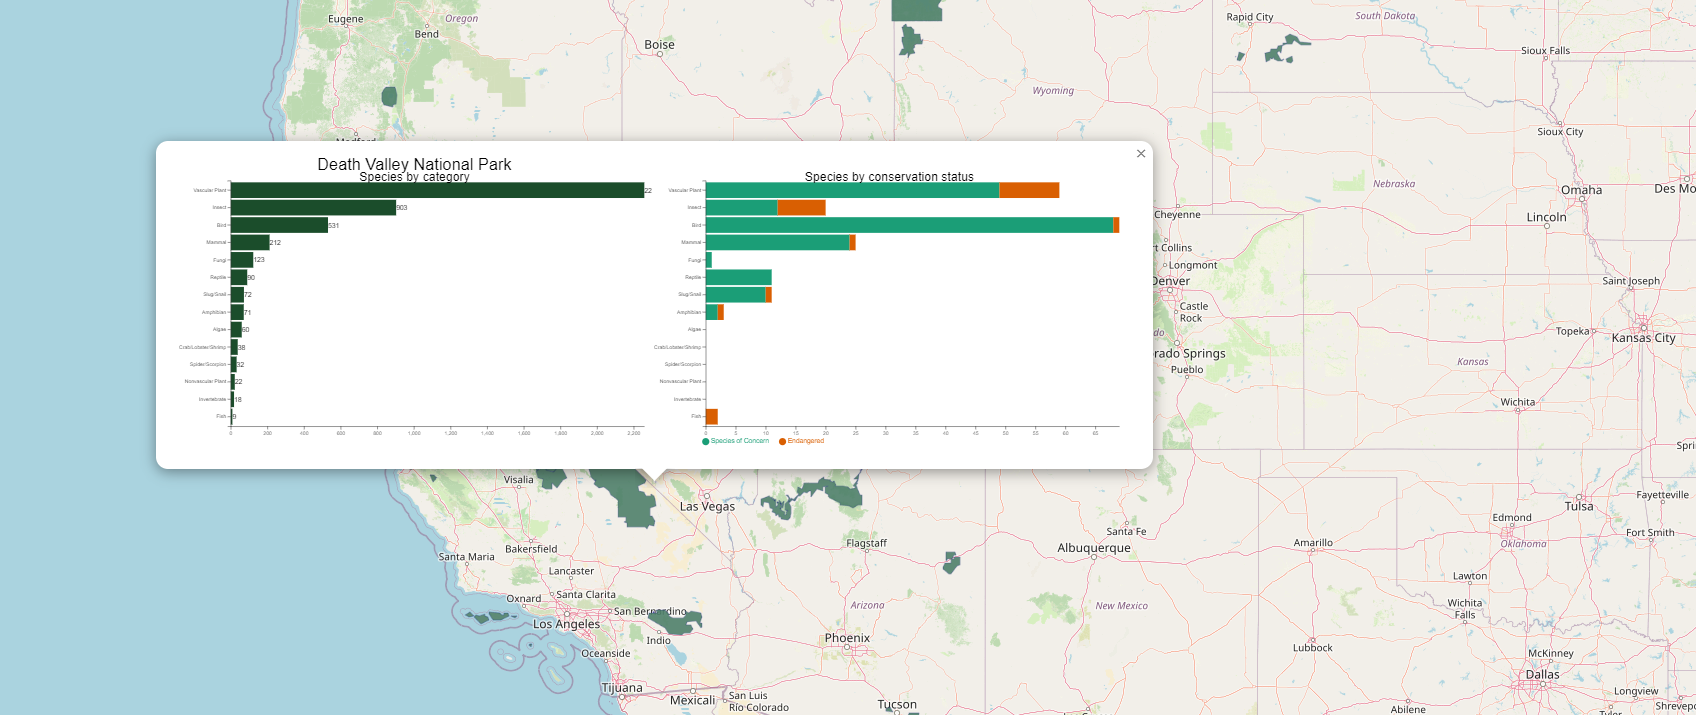 Eugene
Oregon
Bend
Boise
Rapid City
South Dakota
Sioux Falls
Wyoming
Sioux City
Nebraska
Omaha
Des Mo
Lincoln
Cheyenne
rt Collins
Longmont
Denver
Castle
Rock
do
rado Springs
Pueblo
Saint Joseph
Topeka
Kansas City
Kansas
Wichita
Spri
Death Valley National Park
Species by category
Vascular Plant
22
Insect
903
Bird
531
Mammal
212
Fungi
123
Reptile
90
Slug/Snail
72
Amphibian
71
Algae
60
Crab/Lobster/Shrimp
38
Spider/Scorpion
32
Nonvascular Plant
22
Invertebrate
18
Fish
9
0 200 400 600 800 1,000 1,200 1,400 1,600 1,800 2,000 2,200
Species by conservation status
Vascular Plant
Insect
Bird
Mammal
Fungi
Reptile
Slug/Snail
Amphibian
Algae
Crab/Lobster/Shrimp
Spider/Scorpion
Nonvascular Plant
Invertebrate
Fish
0 5 10 15 20 25 30 35 40 45 50 55 60 65
Species of Concern
Endangered
Visalia
Las Vegas
Fayetteville
Tulsa
Edmond
Fort Smith
Santa Fe
Albuquerque
Amarillo
Oklahoma
Flagstaff
Bakersfield
Santa Maria
Lancaster
Lawton
Oxnard
Santa Clarita
San Bernardino
Arizona
New Mexico
Wichita
Falls
Los Angeles
Indio
Phoenix
Lubbock
Oceanside
McKinney
Dallas
Longview
Tijuana
Mexicali
San Luis
Río Colorado
Tucson
Abilene
Tyler
Shrevepo